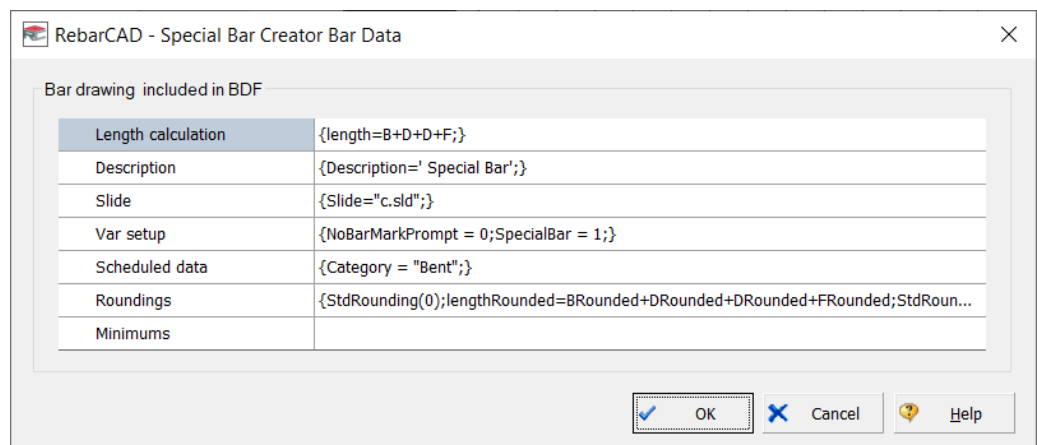 RebarCAD - Special Bar Creator Bar Data
Bar drawing included in BDF
Length calculation {length=B+D+D+F;}
Description {Description=' Special Bar';}
Slide {Slide="c.sld";}
Var setup {NoBarMarkPrompt = 0;SpecialBar = 1;}
Scheduled data {Category = "Bent";}
Roundings {StdRounding(0);lengthRounded=BRounded+DRounded+DRounded+FRounded;StdRoun...
Minimums
OK Cancel Help